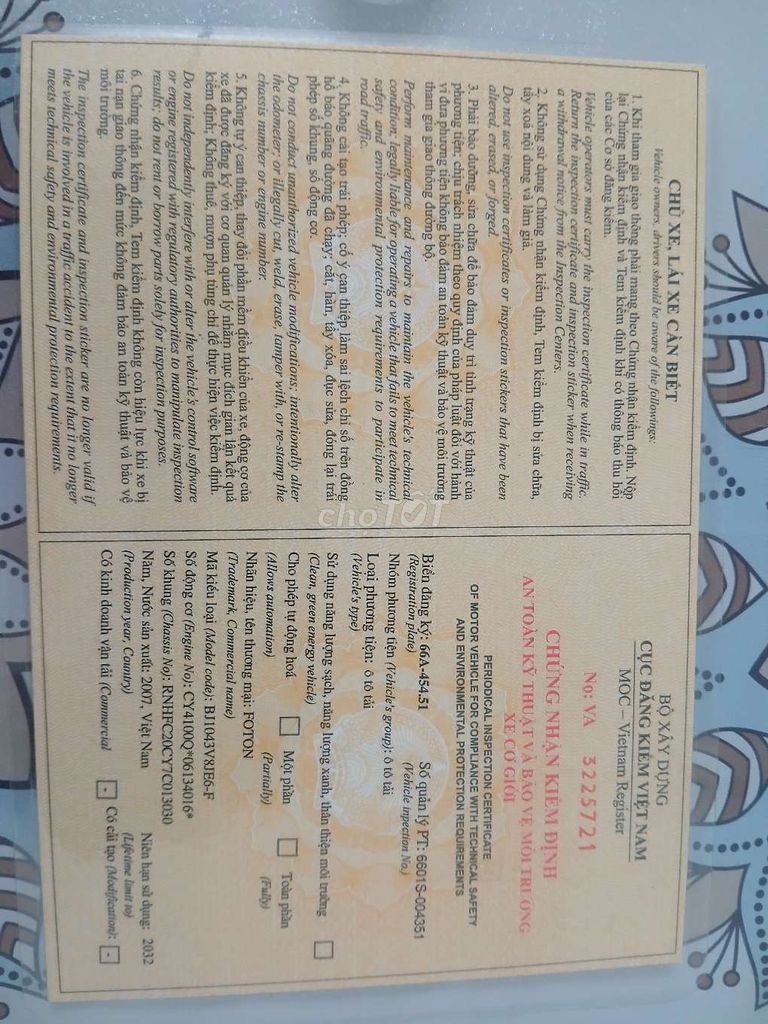 CHỦ XE, LÁI XE CẦN BIẾT
Vehicle owners, drivers should be aware of the followings:
1. Khi tham gia giao thông phải mang theo Chứng nhận kiểm định. Nộp
lại Chứng nhận kiểm định và Tem kiểm định khi có thông báo thu hồi
của các Cơ sở đăng kiểm.
Vehicle operators must carry the inspection certificate while in traffic.
Return the inspection certificate and inspection sticker when receiving
a withdrawal notice from the Inspection Centers.
2. Không sử dụng Chứng nhận kiểm định, Tem kiểm định bị sửa chữa,
tẩy xoá nội dung và làm giả.
Do not use inspection certificates or inspection stickers that have been
altered, erased, or forged.
3. Phải bảo dưỡng, sửa chữa để bảo đảm duy trì tình trạng kỹ thuật của
phương tiện; chịu trách nhiệm theo quy định của pháp luật đối với hành
vi đưa phương tiện không bảo đảm an toàn kỹ thuật và bảo vệ môi trường
tham gia giao thông đường bộ.
Perform maintenance and repairs to maintain the vehicle's technical
condition; legally liable for operating a vehicle that fails to meet technical
safety and environmental protection requirements to participate in
road traffic.
4. Không cải tạo trái phép; cố ý can thiệp làm sai lệch chỉ số trên đồng
hồ báo quãng đường đã chạy; cắt, hàn, tẩy xóa, đục sửa, đóng lại trái
phép số khung, số động cơ.
Do not conduct unauthorized vehicle modifications; intentionally alter
the odometer; or illegally cut, weld, erase, tamper with, or re-stamp the
chassis number or engine number.
5. Không tự ý can thiệp, thay đổi phần mềm điều khiển của xe, động cơ của
xe đã được đăng ký với cơ quan quản lý nhằm mục đích gian lận kết quả
kiểm định; Không thuê, mượn phụ tùng chỉ để thực hiện việc kiểm định.
Do not independently interfere with or alter the vehicle's control software
or engine registered with regulatory authorities to manipulate inspection
results; do not rent or borrow parts solely for inspection purposes.
6. Chứng nhận kiểm định, Tem kiểm định không còn hiệu lực khi xe bị
tai nạn giao thông đến mức không đảm bảo an toàn kỹ thuật và bảo vệ
môi trường.
The inspection certificate and inspection sticker are no longer valid if
the vehicle is involved in a traffic accident to the extent that it no longer
meets technical safety and environmental protection requirements.
BỘ XÂY DỰNG
CỤC ĐĂNG KIỂM VIỆT NAM
MOC – Vietnam Register
No: VA 3225721
CHỨNG NHẬN KIỂM ĐỊNH
AN TOÀN KỸ THUẬT VÀ BẢO VỆ MÔI TRƯỜNG
XE CƠ GIỚI
PERIODICAL INSPECTION CERTIFICATE
OF MOTOR VEHICLE FOR COMPLIANCE WITH TECHNICAL SAFETY
AND ENVIRONMENTAL PROTECTION REQUIREMENTS
Biển đăng ký: 66A-454.51 Số quản lý PT: 6601S-004351
(Registration plate) (Vehicle inpection No.)
Nhóm phương tiện (Vehicle's group): ô tô tải
Loại phương tiện: ô tô tải
(Vehicle's type)
Sử dụng năng lượng sạch, năng lượng xanh, thân thiện môi trường
(Clean, green energy vehicle)
Cho phép tự động hoá Một phần Toàn phần
(Allows automation) (Partially) (Fully)
Nhãn hiệu, tên thương mại: FOTON
(Trademark, Commercial name)
Mã kiểu loại (Model code): BJ1043V8JE6-F
Số động cơ (Engine No): CY4100Q*06134016*
Số khung (Chassis No): RNHFC20CY7C013030
Năm, Nước sản xuất: 2007, Việt Nam Niên hạn sử dụng: 2032
(Production year, Country) (Lifetime limit to)
Có kinh doanh vận tải (Commercial - Có cải tạo (Modification): -
choTỐT